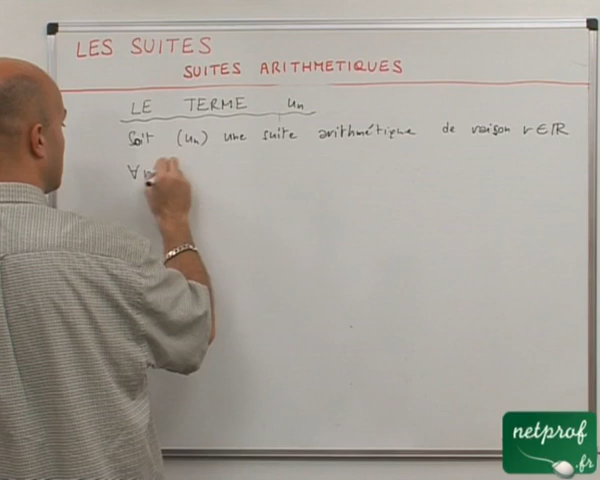 LES SUITES
SUITES ARITHMETIQUES
LE TERME un
Soit (un) une suite arithmétique de raison r∈ℝ
∀n
netprof
.fr